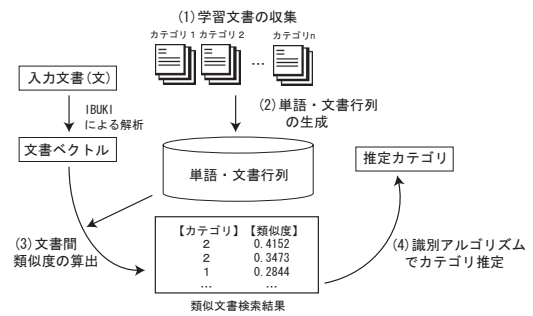 (1)学習文書の収集
カテゴリ1 カテゴリ2 … カテゴリn
入力文書(文)
IBUKI
による解析
(2)単語・文書行列
の生成
文書ベクトル
推定カテゴリ
単語・文書行列
(3)文書間
類似度の算出
【カテゴリ】【類似度】
2 0.4152
2 0.3473
1 0.2844
… …
(4)識別アルゴリズム
でカテゴリ推定
類似文書検索結果